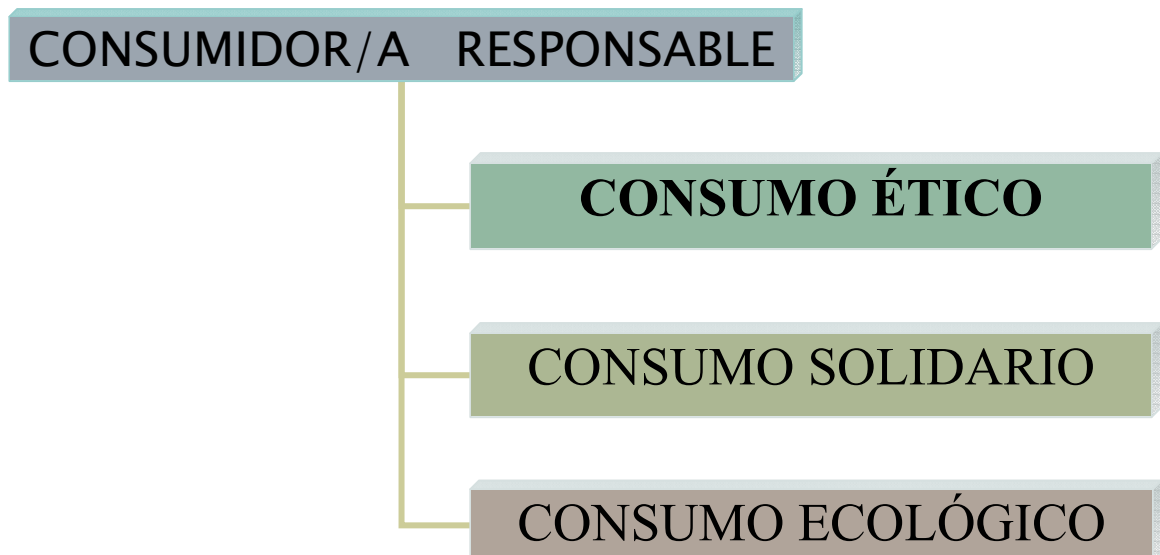 CONSUMIDOR/A RESPONSABLE
CONSUMO ÉTICO
CONSUMO SOLIDARIO
CONSUMO ECOLÓGICO